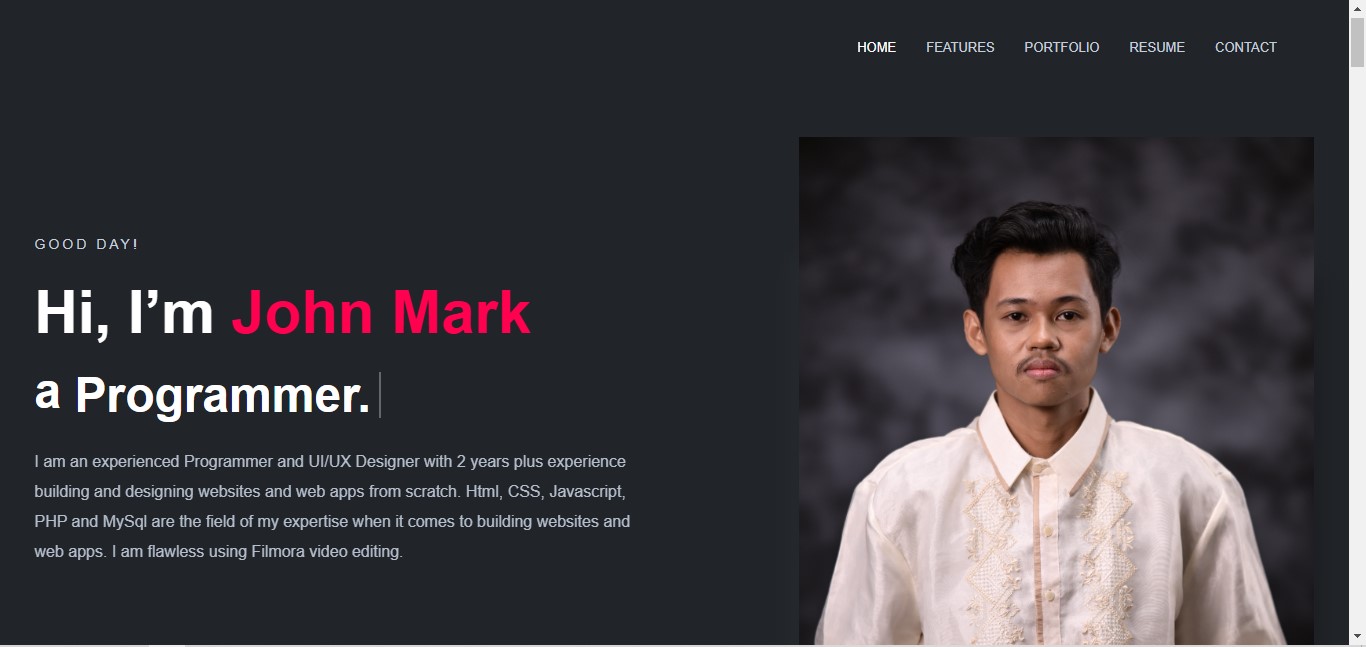 HOME FEATURES PORTFOLIO RESUME CONTACT
GOOD DAY!
Hi, I’m John Mark
a Programmer.
I am an experienced Programmer and UI/UX Designer with 2 years plus experience
building and designing websites and web apps from scratch. Html, CSS, Javascript,
PHP and MySql are the field of my expertise when it comes to building websites and
web apps. I am flawless using Filmora video editing.